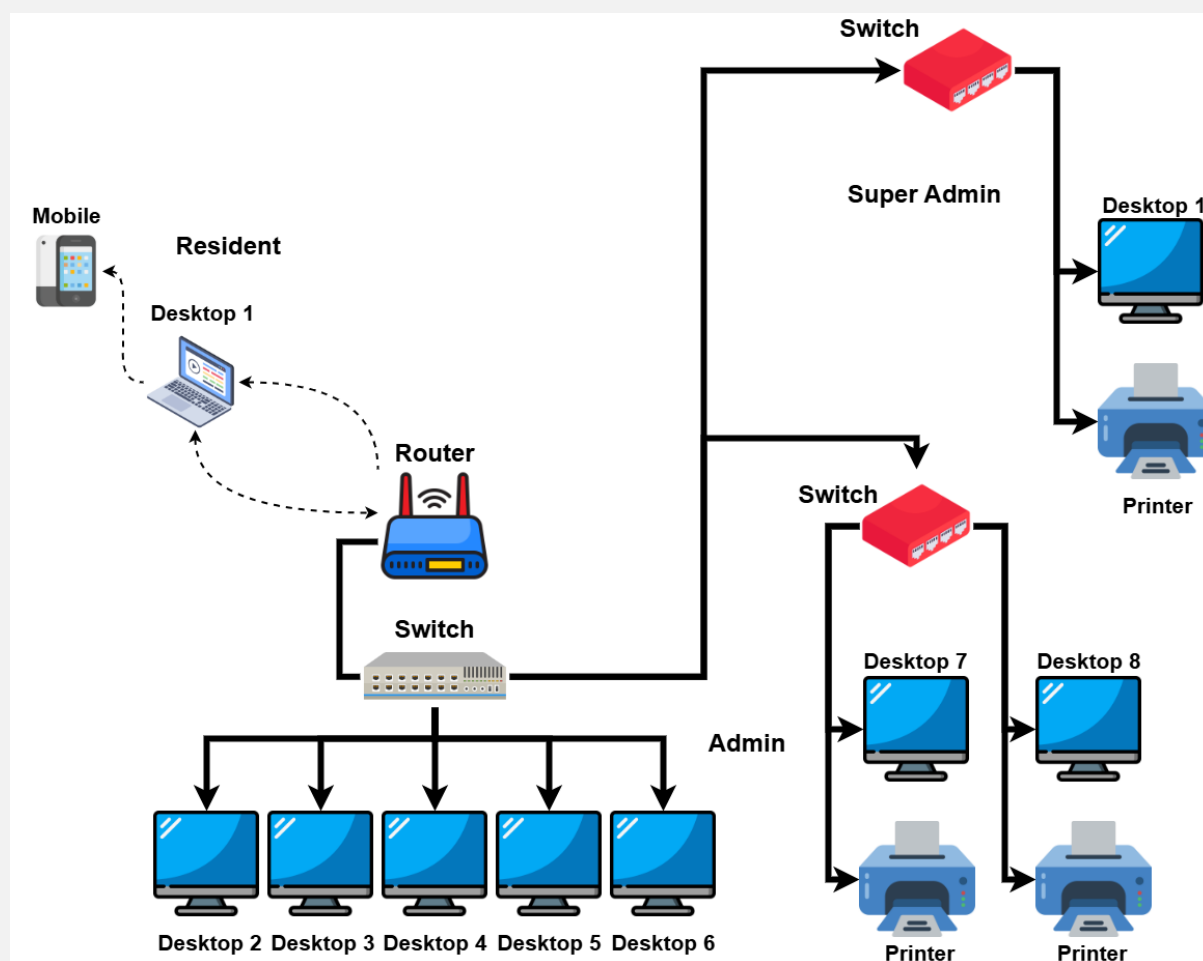 Switch
Super Admin
Desktop 1
Printer
Mobile
Resident
Desktop 1
Router
Switch
Switch
Desktop 7
Desktop 8
Admin
Printer
Printer
Desktop 2
Desktop 3
Desktop 4
Desktop 5
Desktop 6